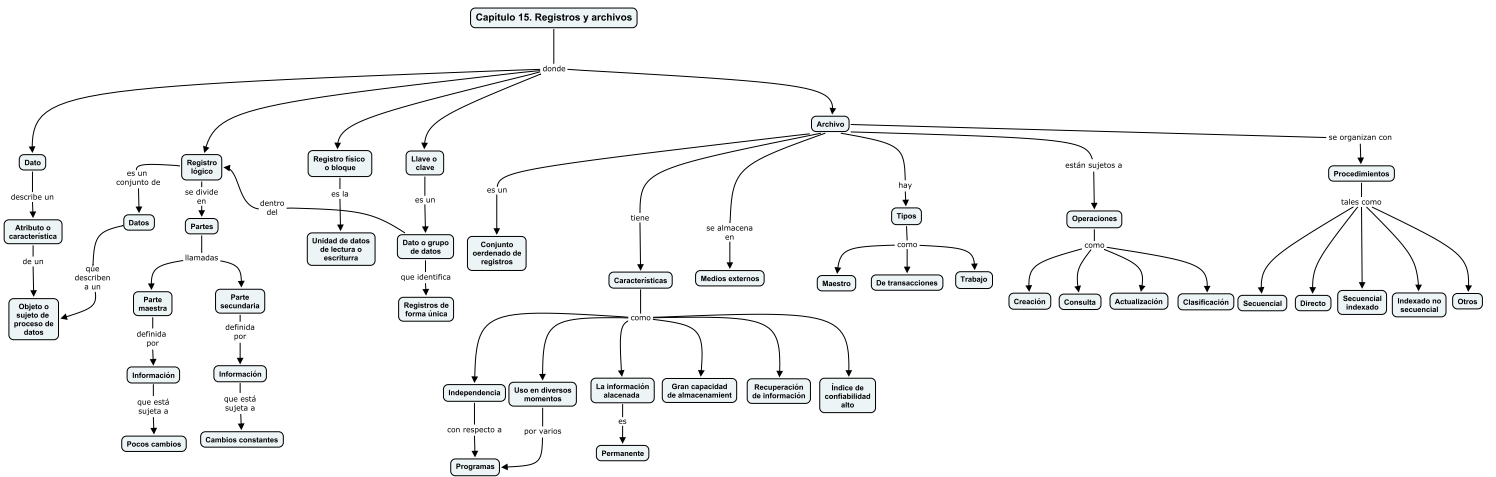 Capítulo 15. Registros y archivos
donde
Dato
describe un
Atributo o
característica
de un
Objeto o
sujeto de
proceso de
datos
Registro
lógico
es un
conjunto de
Datos
que
describen
a un
se divide
en
Partes
llamadas
Parte
maestra
definida
por
Información
que está
sujeta a
Pocos cambios
Parte
secundaria
definida
por
Información
que está
sujeta a
Cambios constantes
Registro físico
o bloque
es la
Unidad de datos
de lectura o
escriturra
Llave o
clave
es un
dentro
del
Dato o grupo
de datos
que identifica
Registros de
forma única
Archivo
es un
Conjunto
oerdenado de
registros
tiene
Características
como
Independencia
con respecto a
Programas
Uso en diversos
momentos
por varios
La información
alacenada
es
Permanente
Gran capacidad
de almacenamient
Recuperación
de información
Índice de
confiabilidad
alto
se almacena
en
Medios externos
hay
Tipos
como
Maestro
De transacciones
Trabajo
están sujetos a
Operaciones
como
Creación
Consulta
Actualización
Clasificación
se organizan con
Procedimientos
tales como
Secuencial
Directo
Secuencial
indexado
Indexado no
secuencial
Otros